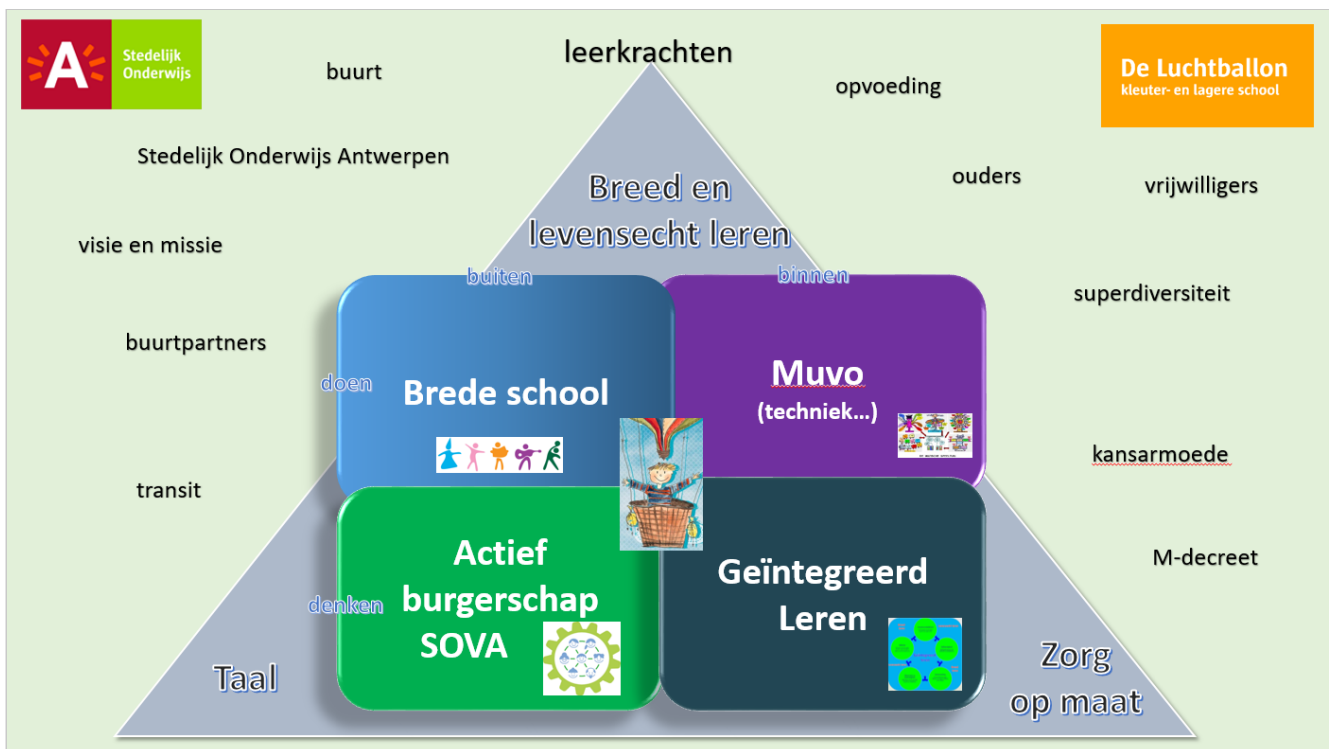 Stedelijk
Onderwijs
leerkrachten
buurt
opvoeding
De Luchtballon
kleuter- en lagere school
Stedelijk Onderwijs Antwerpen
ouders
vrijwilligers
Breed en
levensecht leren
visie en missie
buiten
binnen
superdiversiteit
buurtpartners
doen
Brede school
Muvo
(techniek...)
kansarmoede
transit
Actief
burgerschap
SOVA
denken
Geïntegreerd
Leren
M-decreet
Taal
Zorg
op maat